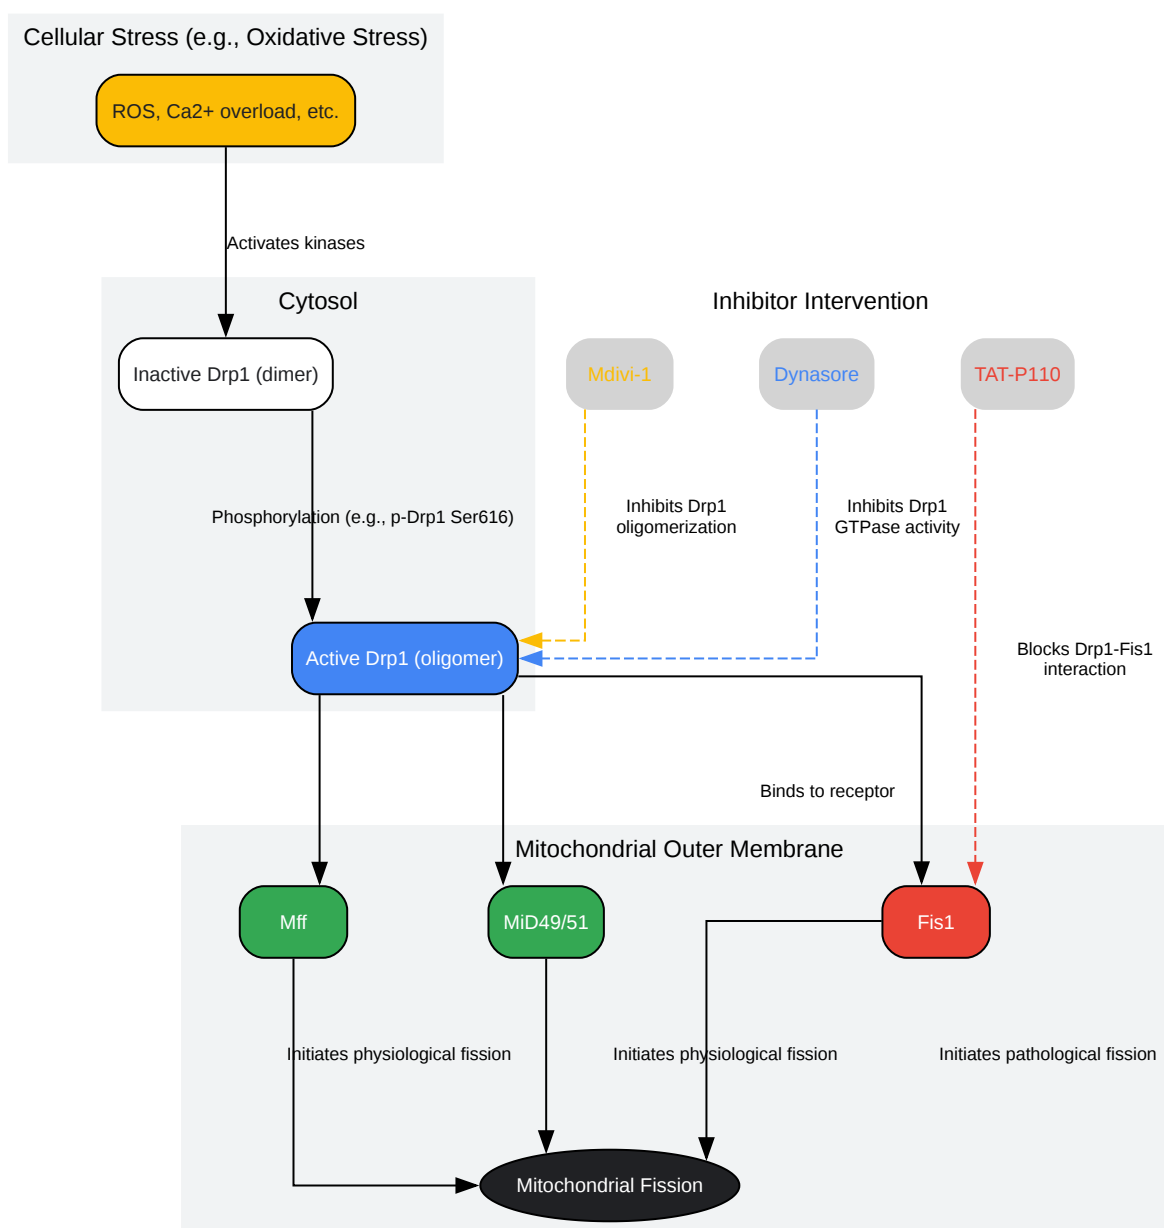 Cellular Stress (e.g., Oxidative Stress)
ROS, Ca2+ overload, etc.
Activates kinases
Cytosol
Inhibitor Intervention
Inactive Drp1 (dimer)
Mdivi-1
Dynasore
TAT-P110
Phosphorylation (e.g., p-Drp1 Ser616)
Inhibits Drp1
oligomerization
Inhibits Drp1
GTPase activity
Active Drp1 (oligomer)
Blocks Drp1-Fis1
interaction
Binds to receptor
Mitochondrial Outer Membrane
Mff
MiD49/51
Fis1
Initiates physiological fission
Initiates physiological fission
Initiates pathological fission
Mitochondrial Fission